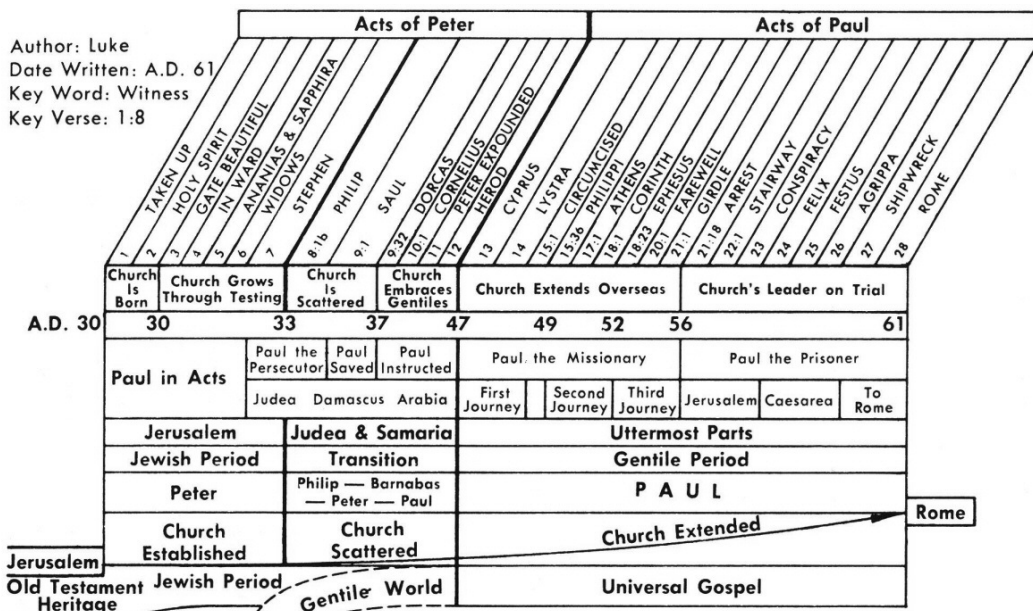 Acts of Peter
Acts of Paul
Author: Luke
Date Written: A.D. 61
Key Word: Witness
Key Verse: 1:8
TAKEN UP
HOLY SPIRIT
GATE BEAUTIFUL
IN WARD
ANANIAS & SAPPHIRA
WIDOWS
STEPHEN
PHILIP
SAUL
DORCAS
CORNELIUS
PETER EXPOUNDED
HEROD
CYPRUS
LYSTRA
CIRCUMCISED
PHILIPPI
ATHENS
CORINTH
EPHESUS
FAREWELL
GIRDLE
ARREST
STAIRWAY
CONSPIRACY
FELIX
FESTUS
AGRIPPA
SHIPWRECK
ROME
1 2 3 4 5 6 7 8:1b 9:1 9:32 10:1 11 12 13 14 15:1 15:36 17:1 18:1 18:23 20:1 21:1 21:18 22:1 23 24 25 26 27 28
Church Is Born
Church Grows Through Testing
Church Is Scattered
Church Embraces Gentiles
Church Extends Overseas
Church's Leader on Trial
A.D. 30 30 33 37 47 49 52 56 61
Paul in Acts
Paul the Persecutor
Paul Saved
Paul Instructed
Paul the Missionary
Paul the Prisoner
Judea Damascus Arabia
First Journey
Second Journey
Third Journey
Jerusalem
Caesarea
To Rome
Jerusalem
Judea & Samaria
Uttermost Parts
Jewish Period
Transition
Gentile Period
Peter
Philip — Barnabas
— Peter — Paul
PAUL
Church Established
Church Scattered
Church Extended
Rome
Jerusalem
Old Testament Heritage
Jewish Period
Gentile World
Universal Gospel